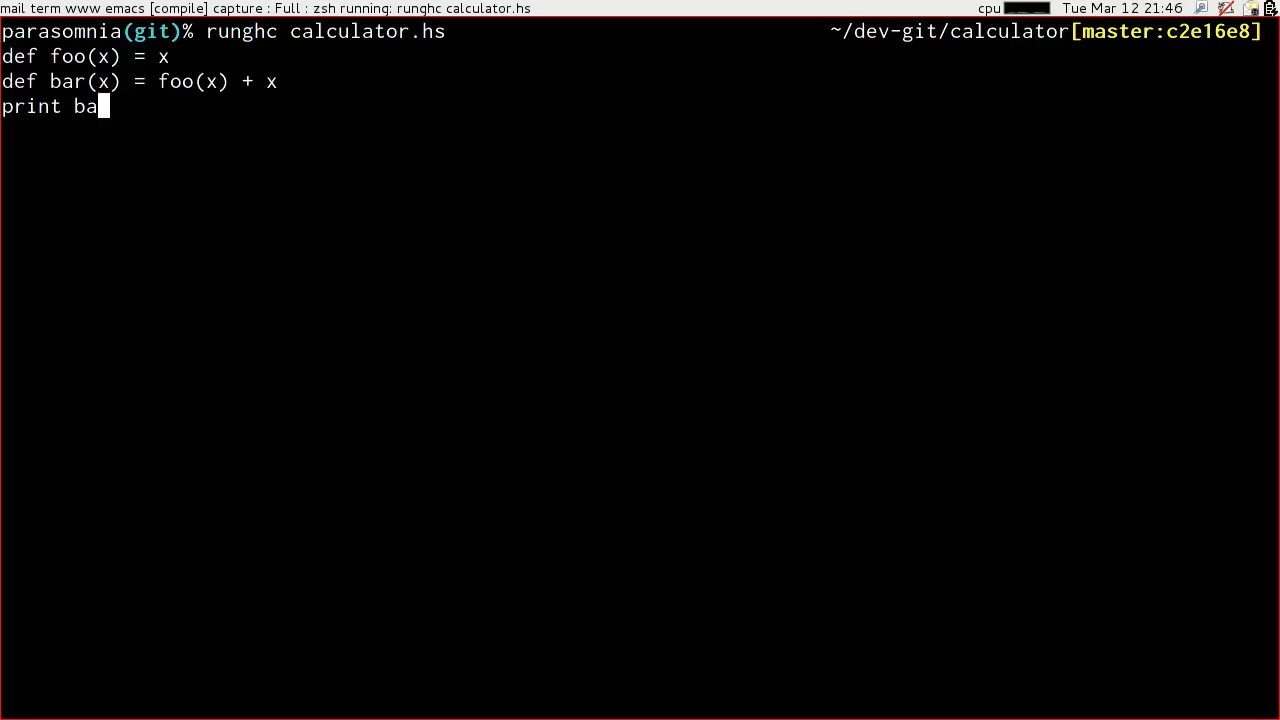 mail term www emacs [compile] capture : Full : zsh running: runghc calculator.hs cpu Tue Mar 12 21:46
parasomnia(git)% runghc calculator.hs ~/dev-git/calculator[master:c2e16e8]
def foo(x) = x
def bar(x) = foo(x) + x
print ba